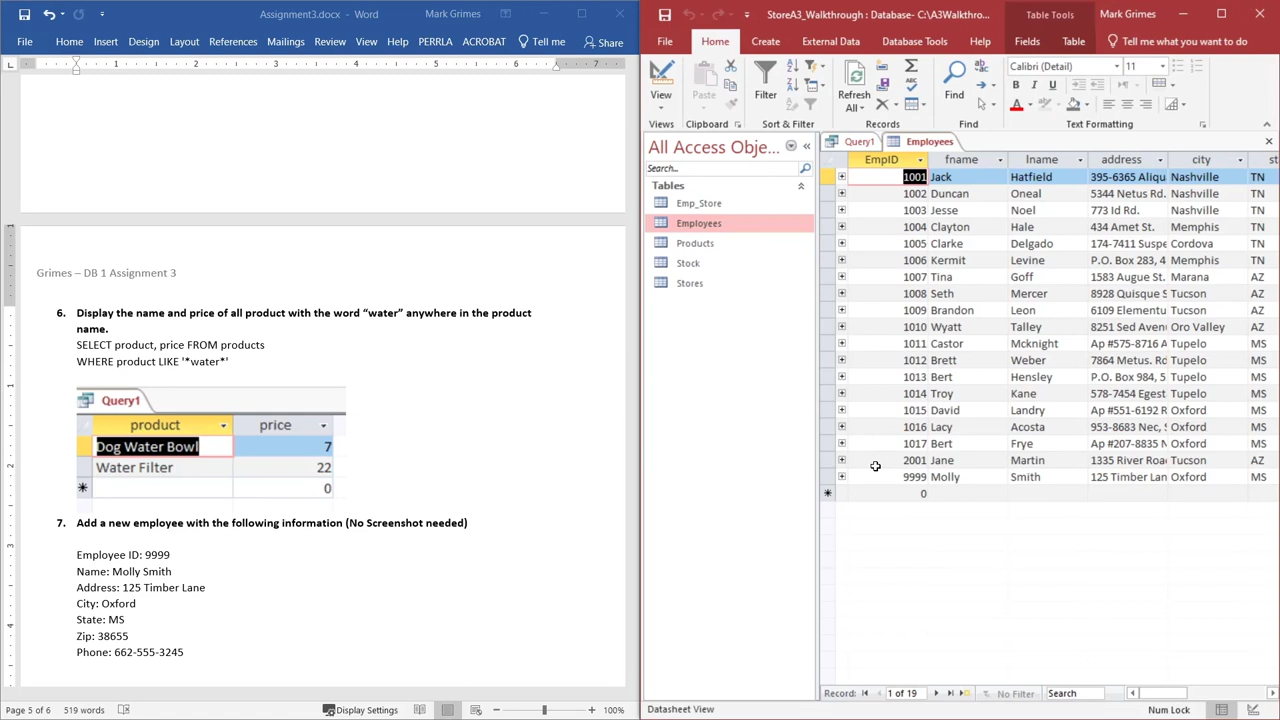 Assignment3.docx - Word
Mark Grimes
File Home Insert Design Layout References Mailings Review View Help PERRLA ACROBAT Tell me Share
1 2 3 4 5 6 7
Grimes – DB 1 Assignment 3
6. Display the name and price of all product with the word “water” anywhere in the product
name.
SELECT product, price FROM products
WHERE product LIKE '*water*'
Query1
product price
Dog Water Bowl 7
Water Filter 22
0
7. Add a new employee with the following information (No Screenshot needed)
Employee ID: 9999
Name: Molly Smith
Address: 125 Timber Lane
City: Oxford
State: MS
Zip: 38655
Phone: 662-555-3245
Page 5 of 6 519 words Display Settings 100%
StoreA3_Walkthrough : Database- C:\A3Walkthro... Table Tools Mark Grimes
File Home Create External Data Database Tools Help Fields Table Tell me what you want to do
View Paste Filter Refresh All Find Calibri (Detail) 11
Views Clipboard Sort & Filter Records Find Text Formatting
All Access Obje...
Search...
Tables
Emp_Store
Employees
Products
Stock
Stores
Query1 Employees
EmpID fname lname address city st
1001 Jack Hatfield 395-6365 Aliqu Nashville TN
1002 Duncan Oneal 5344 Netus Rd. Nashville TN
1003 Jesse Noel 773 Id Rd. Nashville TN
1004 Clayton Hale 434 Amet St. Memphis TN
1005 Clarke Delgado 174-7411 Suspe Cordova TN
1006 Kermit Levine P.O. Box 283, 4 Memphis TN
1007 Tina Goff 1583 Augue St. Marana AZ
1008 Seth Mercer 8928 Quisque S Tucson AZ
1009 Brandon Leon 6109 Elementu Tucson AZ
1010 Wyatt Talley 8251 Sed Aven Oro Valley AZ
1011 Castor Mcknight Ap #575-8716 A Tupelo MS
1012 Brett Weber 7864 Metus. Rd Tupelo MS
1013 Bert Hensley P.O. Box 984, 5 Tupelo MS
1014 Troy Kane 578-7454 Egest Tupelo MS
1015 David Landry Ap #551-6192 R Oxford MS
1016 Lacy Acosta 953-8683 Nec, Oxford MS
1017 Bert Frye Ap #207-8835 N Oxford MS
2001 Jane Martin 1335 River Roa Tucson AZ
9999 Molly Smith 125 Timber Lan Oxford MS
0
Record: 1 of 19 No Filter Search
Datasheet View Num Lock